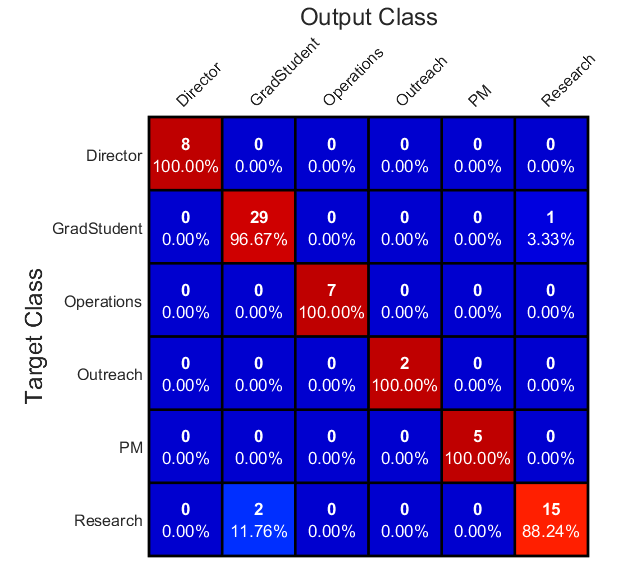 Output Class
Director GradStudent Operations Outreach PM Research
Target Class
Director 8 0 0 0 0 0
100.00% 0.00% 0.00% 0.00% 0.00% 0.00%
GradStudent 0 29 0 0 0 1
0.00% 96.67% 0.00% 0.00% 0.00% 3.33%
Operations 0 0 7 0 0 0
0.00% 0.00% 100.00% 0.00% 0.00% 0.00%
Outreach 0 0 0 2 0 0
0.00% 0.00% 0.00% 100.00% 0.00% 0.00%
PM 0 0 0 0 5 0
0.00% 0.00% 0.00% 0.00% 100.00% 0.00%
Research 0 2 0 0 0 15
0.00% 11.76% 0.00% 0.00% 0.00% 88.24%